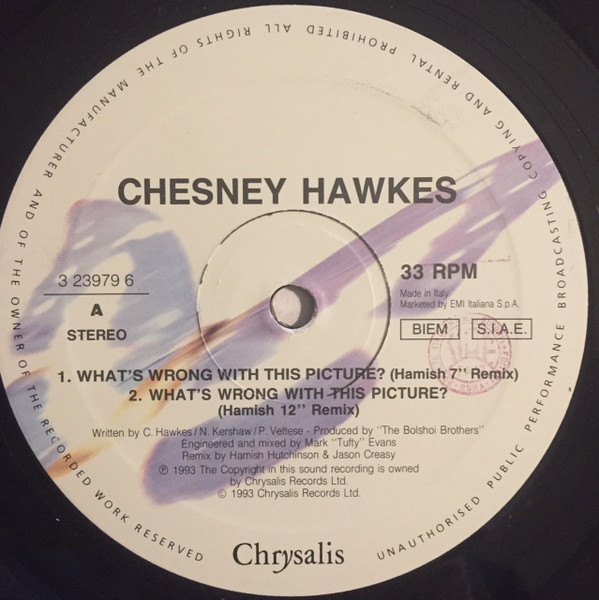 ALL RIGHTS OF THE MANUFACTURER AND OF THE OWNER OF THE RECORDED WORK RESERVED
UNAUTHORISED PUBLIC PERFORMANCE BROADCASTING COPYING AND RENTAL PROHIBITED
CHESNEY HAWKES
3 23979 6
A
STEREO
33 RPM
Made in Italy
Marketed by EMI Italiana S.p.A.
BIEM
S.I.A.E.
1. WHAT'S WRONG WITH THIS PICTURE? (Hamish 7'' Remix)
2. WHAT'S WRONG WITH THIS PICTURE?
(Hamish 12'' Remix)
Written by C. Hawkes/N. Kershaw/P. Vettese - Produced by "The Bolshoi Brothers"
Engineered and mixed by Mark "Tufty" Evans
Remix by Hamish Hutchinson & Jason Creasy
℗ 1993 The Copyright in this sound recording is owned
by Chrysalis Records Ltd.
© 1993 Chrysalis Records Ltd.
Chrysalis